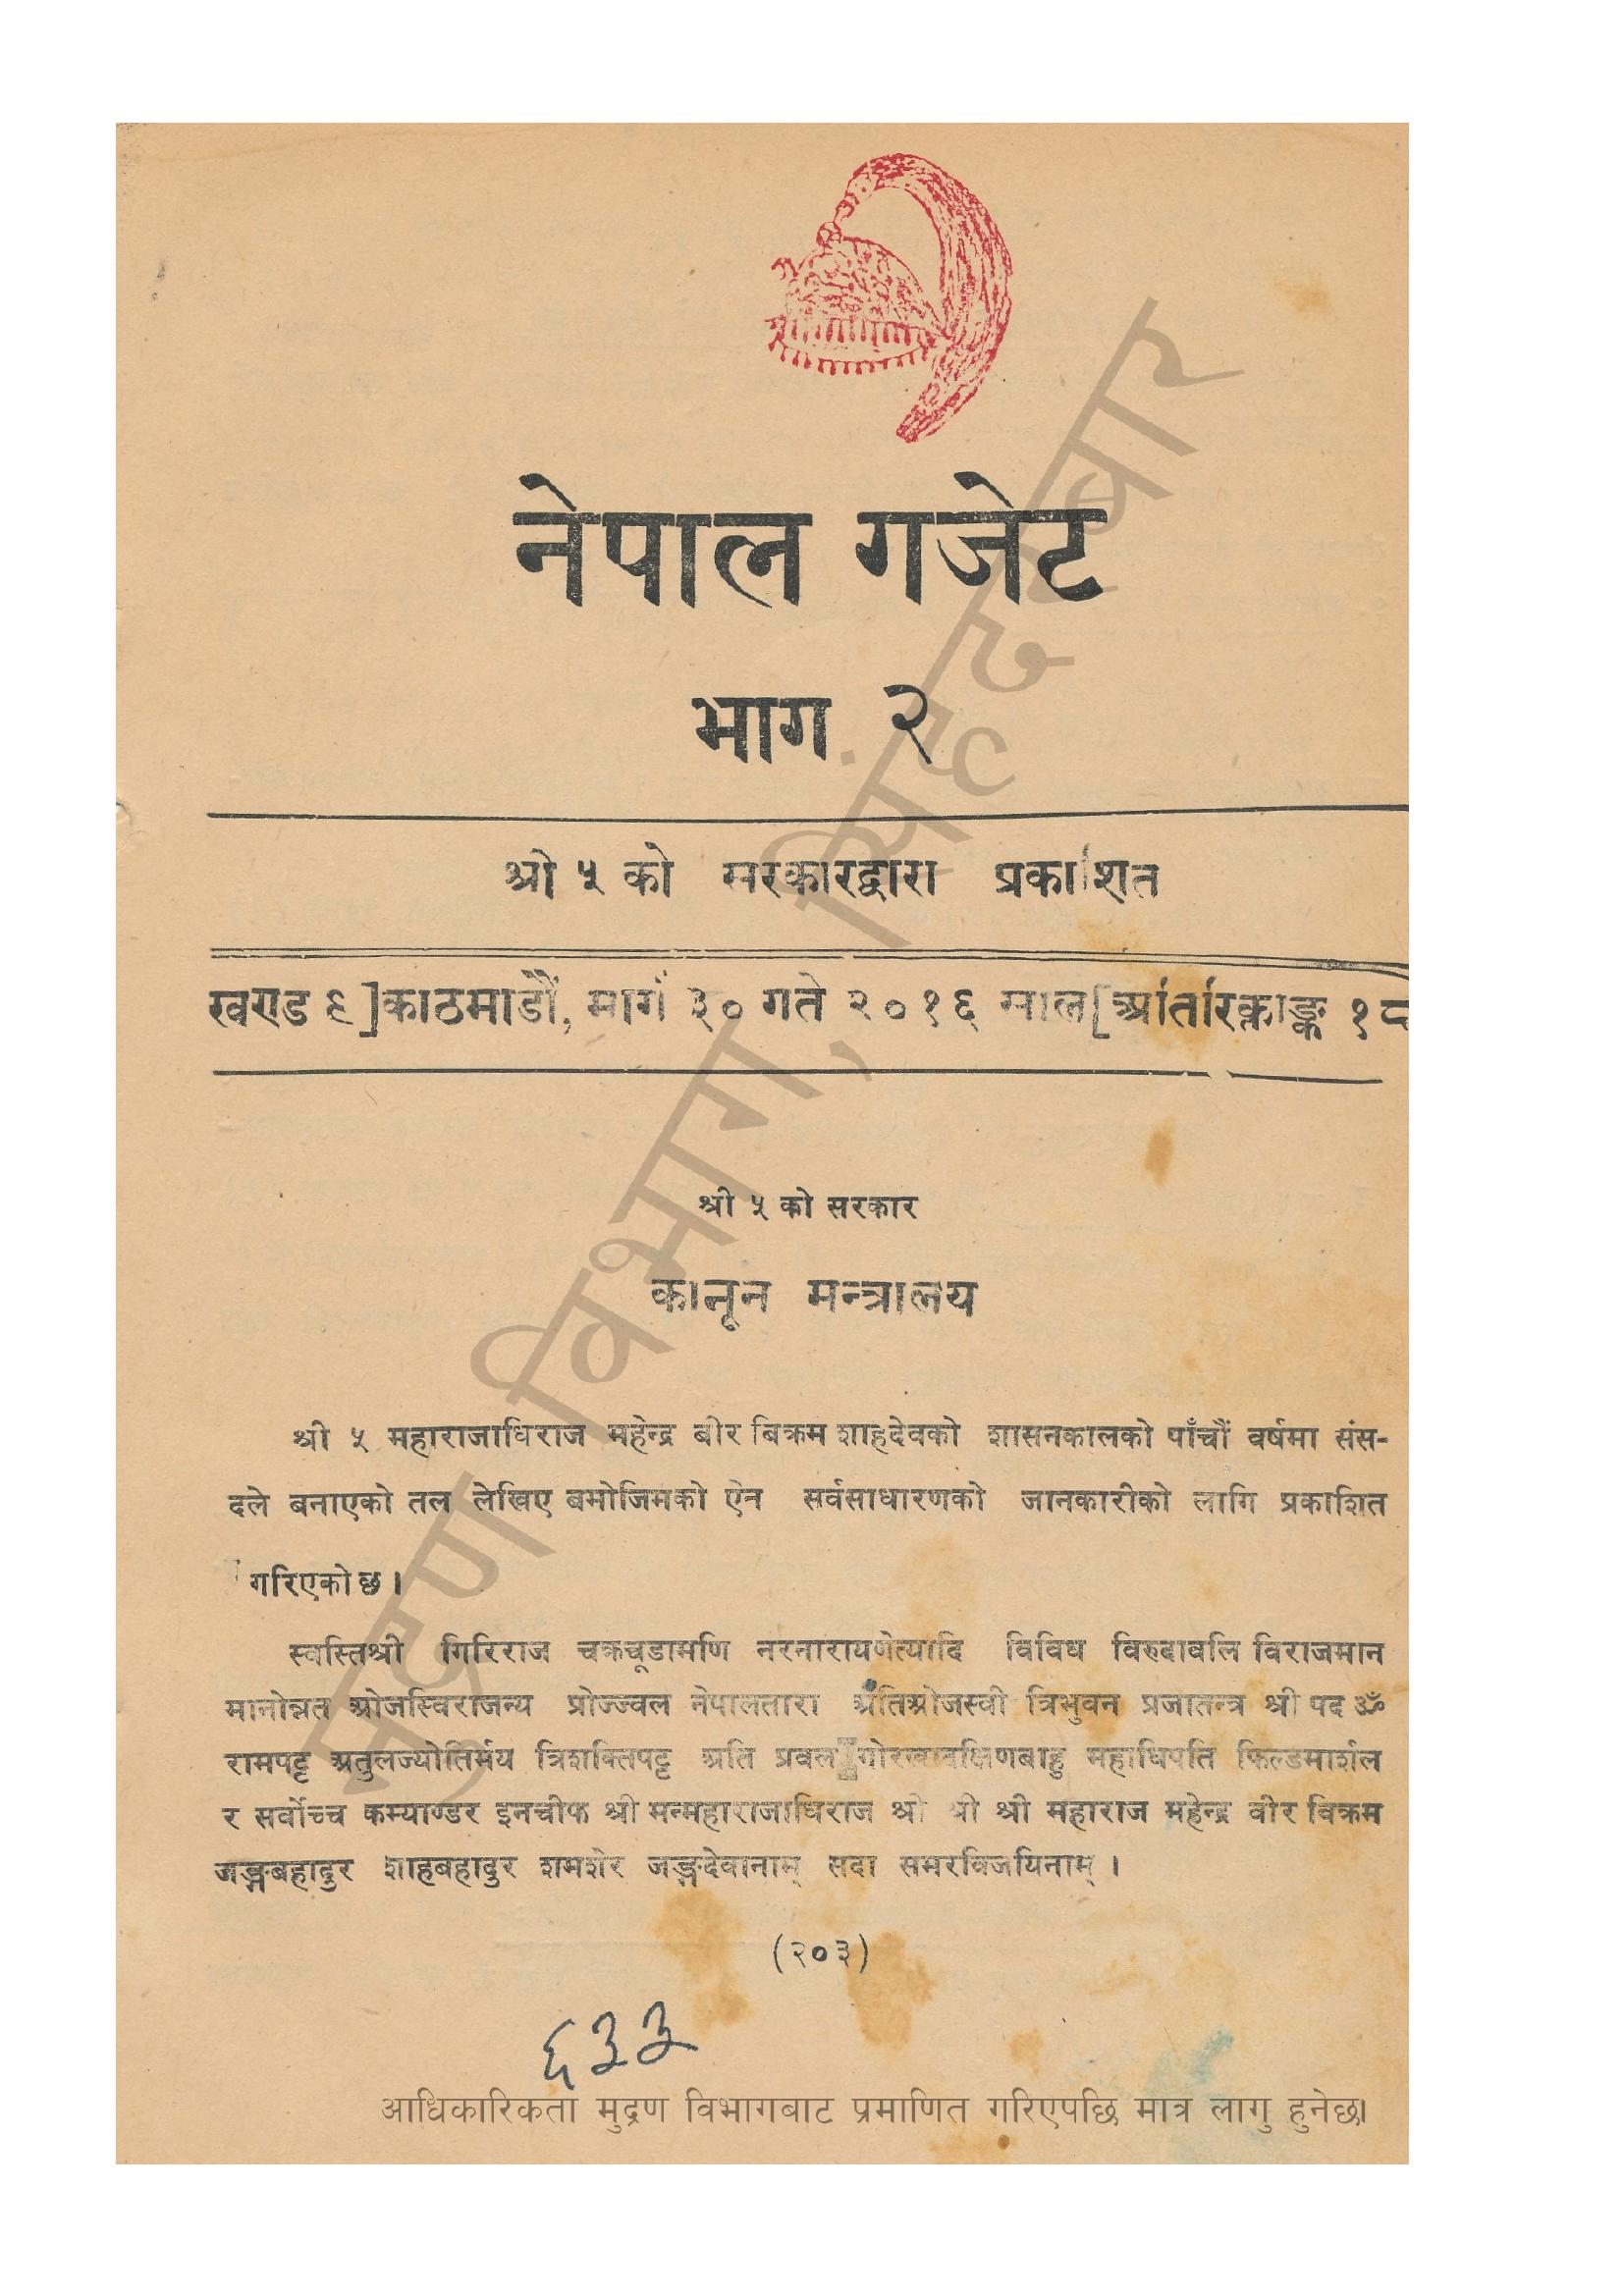 नेपाल गजेट
भाग २
श्री ५ को सरकारद्वारा प्रकाशित
खण्ड ९] काठमाडौं, मार्ग ३० गते २०१६ साल [अतिरिक्ताङ्क १८
श्री ५ को सरकार
कानून मन्त्रालय
श्री ५ महाराजाधिराज महेन्द्र बीर बिक्रम शाहदेवको शासनकालको पाँचौं वर्षमा संस-
दले बनाएको तल लेखिए बमोजिमको ऐन सर्वसाधारणको जानकारीको लागि प्रकाशित
गरिएको छ।
स्वस्तिश्री गिरिराज चक्रचूडामणि नरनारायणेत्यादि विविध विरुदावलि विराजमान
मानोन्नत ओजस्विराजन्य प्रोज्ज्वल नेपालतारा अतिओजस्वी त्रिभुवन प्रजातन्त्र श्री पद ॐ
रामपट्ट अतुलज्योतिर्मय त्रिशक्तिपट्ट अति प्रवल गोरखादक्षिणबाहु महाधिपति फिल्डमार्शल
र सर्वोच्च कम्याण्डर इनचीफ श्री मन्महाराजाधिराज श्री श्री श्री महाराज महेन्द्र वीर विक्रम
जङ्गबहादुर शाहबहादुर शमशेर जङ्गदेवानाम् सदा समरविजयिनाम् ।
(२०३)
६३३
आधिकारिकता मुद्रण विभागबाट प्रमाणित गरिएपछि मात्र लागु हुनेछ।
मुद्रण विभाग, सिंहदरबार